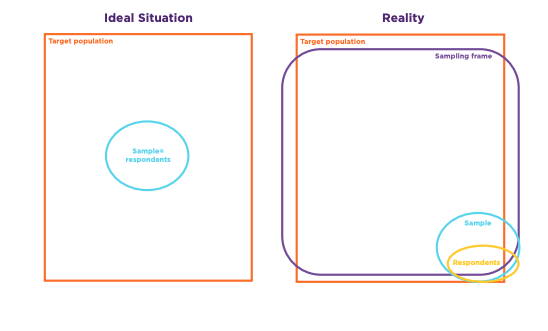 Ideal Situation
Target population
Sample=
respondents
Reality
Target population
Sampling frame
Sample
Respondents